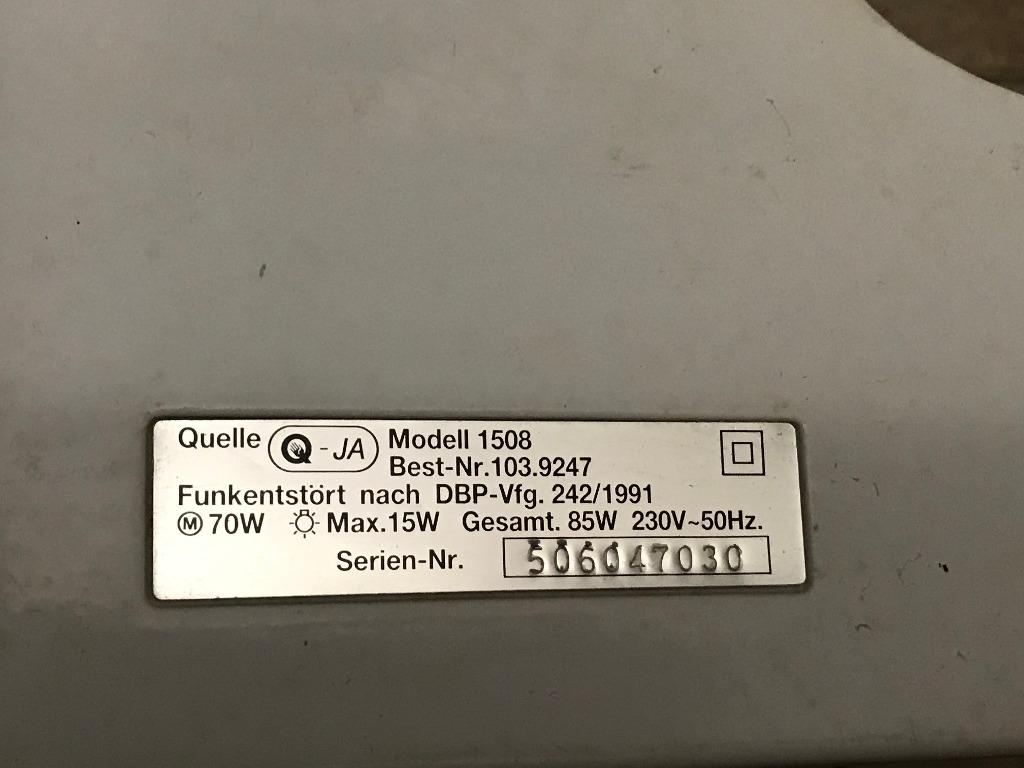 Quelle Q-JA Modell 1508
Best-Nr.103.9247
Funkentstört nach DBP-Vfg. 242/1991
M 70W Max.15W Gesamt. 85W 230V~50Hz.
Serien-Nr. 506047030